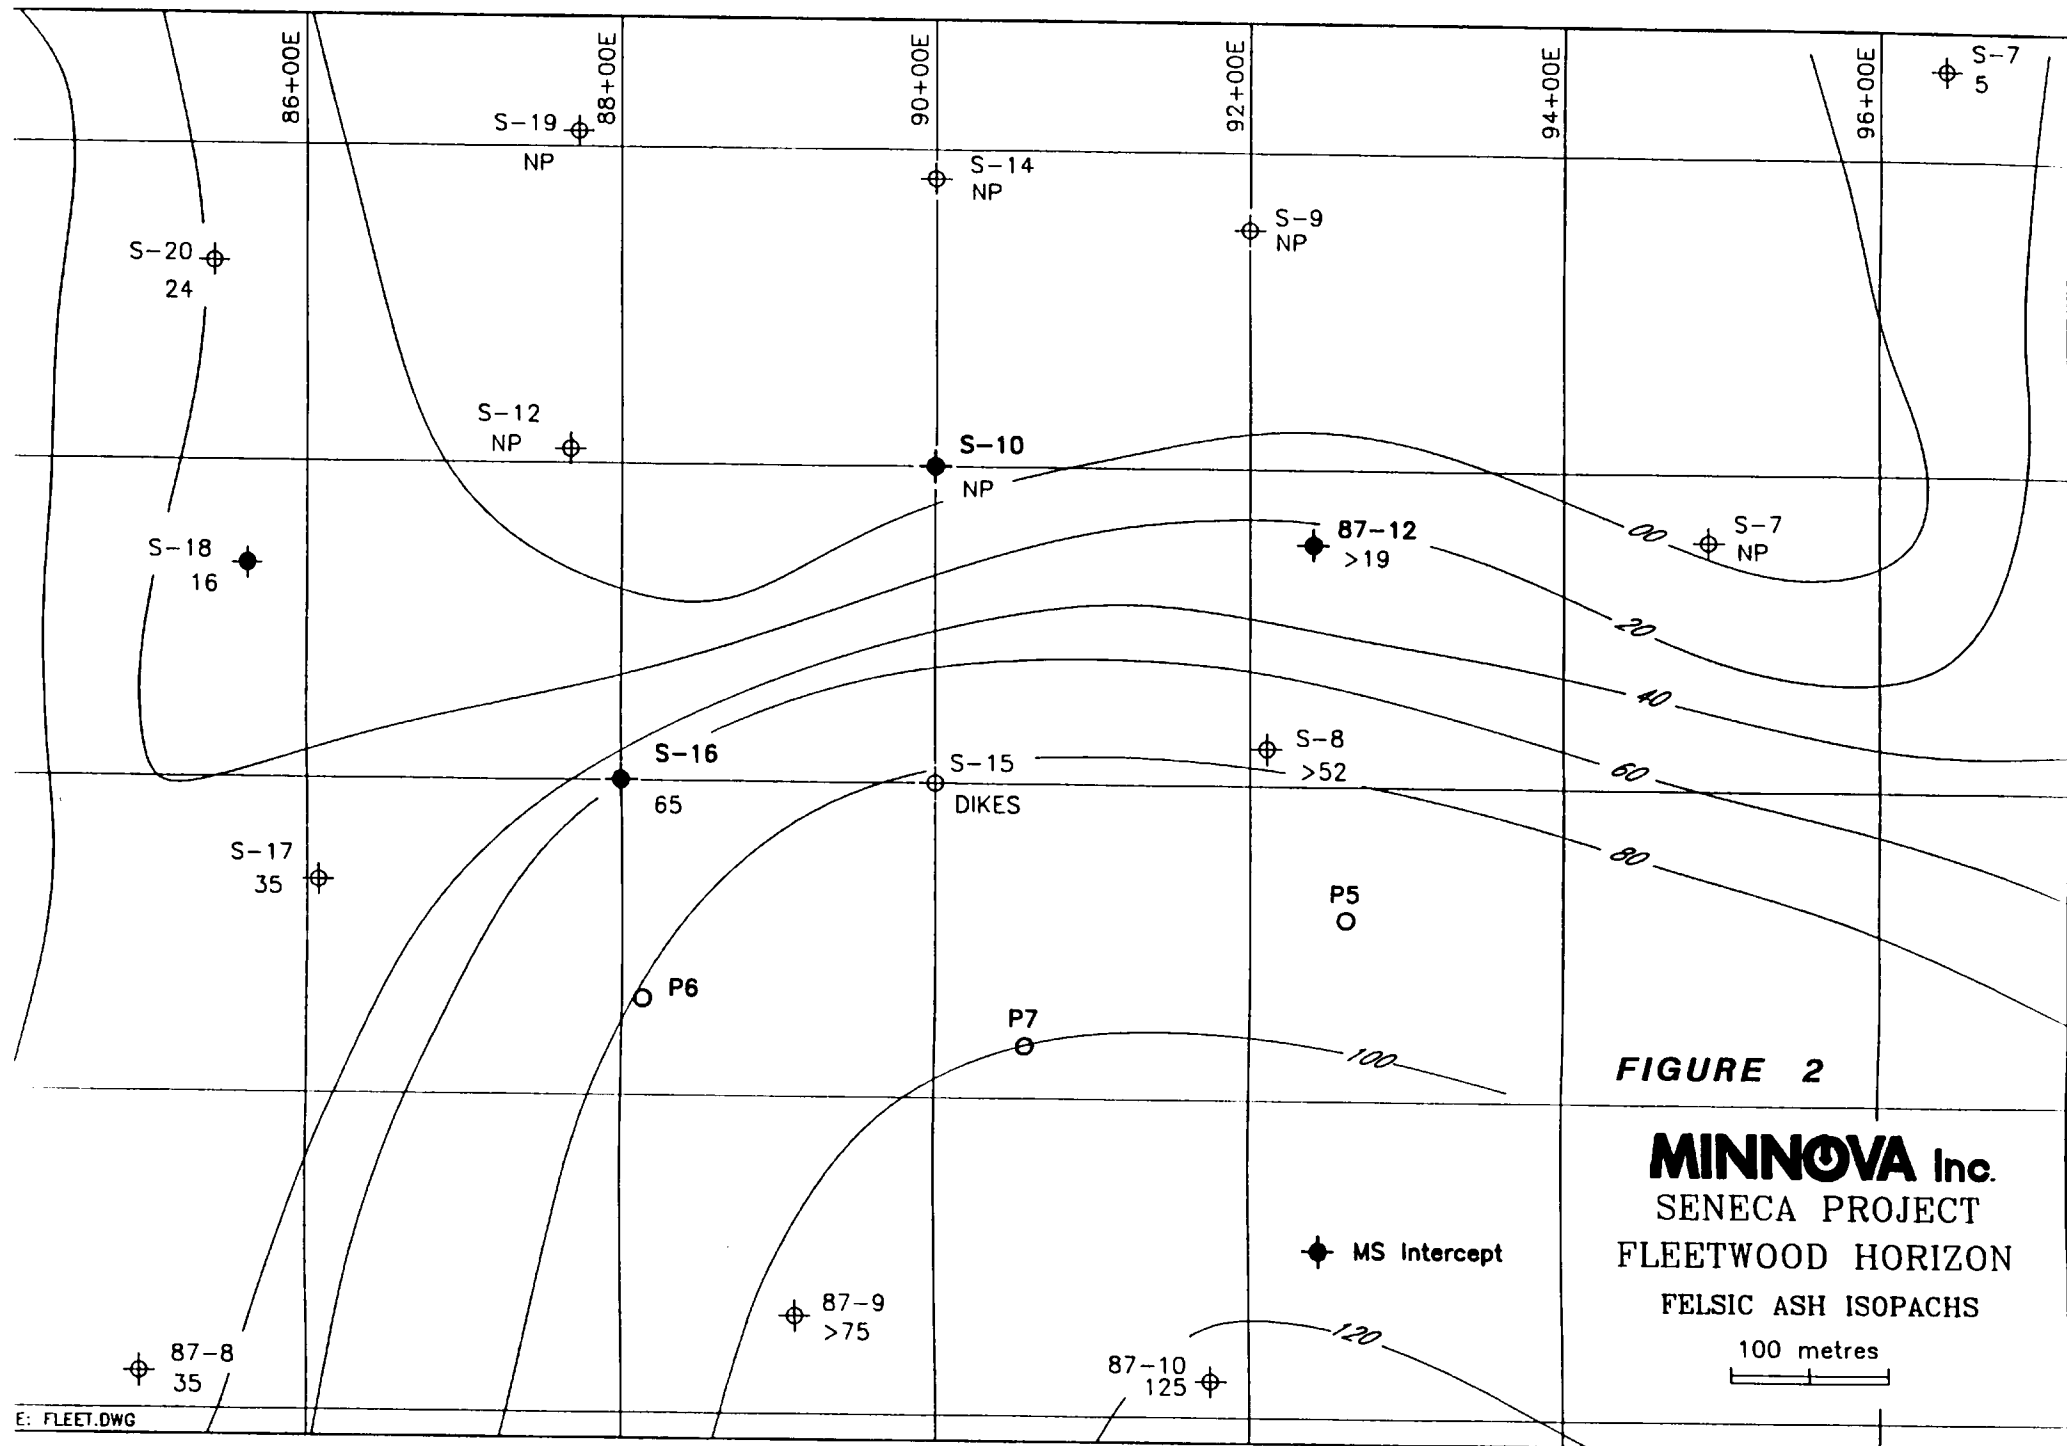 86+00E
88+00E
90+00E
92+00E
94+00E
96+00E
S-7
5
S-19
NP
S-14
NP
S-9
NP
S-20
24
S-12
NP
S-10
NP
S-18
16
87-12
>19
00
S-7
NP
20
40
S-16
65
S-15
DIKES
S-8
>52
60
80
S-17
35
P5
P6
P7
100
FIGURE 2
MINNOVA Inc.
SENECA PROJECT
FLEETWOOD HORIZON
FELSIC ASH ISOPACHS
100 metres
MS Intercept
87-9
>75
120
87-10
125
87-8
35
E: FLEET.DWG